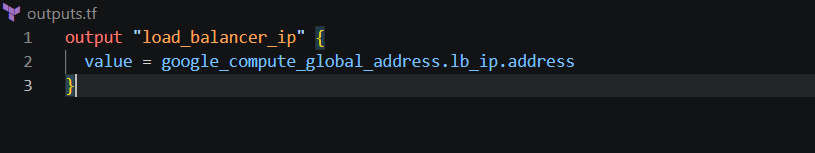 outputs.tf
1 output "load_balancer_ip" {
2 value = google_compute_global_address.lb_ip.address
3 }